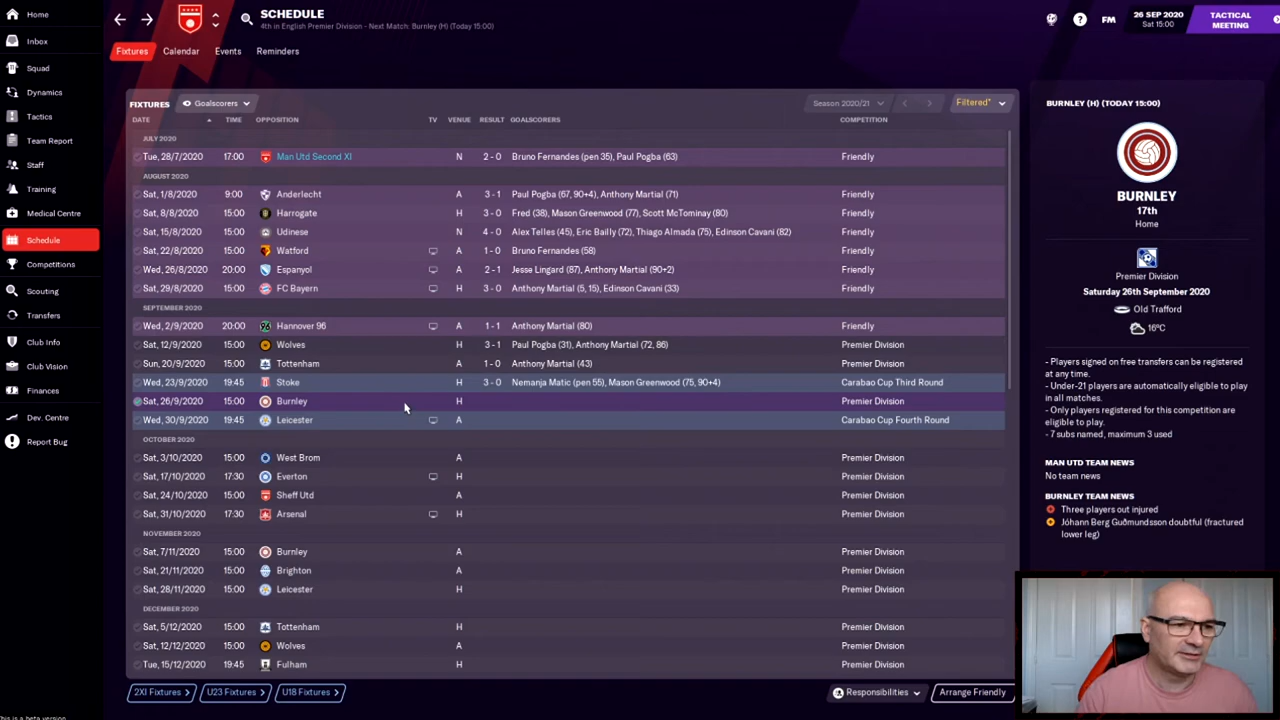 Home
SCHEDULE
4th in English Premier Division - Next Match: Burnley (H) (Today 15:00)
FM
26 SEP 2020
Sat 15:00
TACTICAL MEETING
Inbox
Squad
Dynamics
Tactics
Team Report
Staff
Training
Medical Centre
Schedule
Competitions
Scouting
Transfers
Club Info
Club Vision
Finances
Dev. Centre
Report Bug
This is a beta version
Fixtures Calendar Events Reminders
FIXTURES Goalscorers Season 2020/21 Filtered*
DATE TIME OPPOSITION TV VENUE RESULT GOALSCORERS COMPETITION
JULY 2020
Tue, 28/7/2020 17:00 Man Utd Second XI N 2 - 0 Bruno Fernandes (pen 35), Paul Pogba (63) Friendly
AUGUST 2020
Sat, 1/8/2020 9:00 Anderlecht A 3 - 1 Paul Pogba (67, 90+4), Anthony Martial (71) Friendly
Sat, 8/8/2020 15:00 Harrogate H 3 - 0 Fred (38), Mason Greenwood (77), Scott McTominay (80) Friendly
Sat, 15/8/2020 15:00 Udinese N 4 - 0 Alex Telles (45), Eric Bailly (72), Thiago Almada (75), Edinson Cavani (82) Friendly
Sat, 22/8/2020 15:00 Watford A 1 - 0 Bruno Fernandes (58) Friendly
Wed, 26/8/2020 20:00 Espanyol A 2 - 1 Jesse Lingard (87), Anthony Martial (90+2) Friendly
Sat, 29/8/2020 15:00 FC Bayern H 3 - 0 Anthony Martial (5, 15), Edinson Cavani (33) Friendly
SEPTEMBER 2020
Wed, 2/9/2020 20:00 Hannover 96 A 1 - 1 Anthony Martial (80) Friendly
Sat, 12/9/2020 15:00 Wolves H 3 - 1 Paul Pogba (31), Anthony Martial (72, 86) Premier Division
Sun, 20/9/2020 15:00 Tottenham A 1 - 0 Anthony Martial (43) Premier Division
Wed, 23/9/2020 19:45 Stoke H 3 - 0 Nemanja Matic (pen 55), Mason Greenwood (75, 90+4) Carabao Cup Third Round
Sat, 26/9/2020 15:00 Burnley H Premier Division
Wed, 30/9/2020 19:45 Leicester A Carabao Cup Fourth Round
OCTOBER 2020
Sat, 3/10/2020 15:00 West Brom A Premier Division
Sat, 17/10/2020 17:30 Everton H Premier Division
Sat, 24/10/2020 15:00 Sheff Utd A Premier Division
Sat, 31/10/2020 17:30 Arsenal H Premier Division
NOVEMBER 2020
Sat, 7/11/2020 15:00 Burnley A Premier Division
Sat, 21/11/2020 15:00 Brighton A Premier Division
Sat, 28/11/2020 15:00 Leicester H Premier Division
DECEMBER 2020
Sat, 5/12/2020 15:00 Tottenham H Premier Division
Sat, 12/12/2020 15:00 Wolves A Premier Division
Tue, 15/12/2020 19:45 Fulham H Premier Division
2XI Fixtures U23 Fixtures U18 Fixtures Responsibilities Arrange Friendly
BURNLEY (H) (TODAY 15:00)
BURNLEY
17th
Home
Premier Division
Saturday 26th September 2020
Old Trafford
16°C
- Players signed on free transfers can be registered
at any time.
- Under-21 players are automatically eligible to play
in all matches.
- Only players registered for this competition are
eligible to play.
- 7 subs named, maximum 3 used
MAN UTD TEAM NEWS
No team news
BURNLEY TEAM NEWS
Three players out injured
Jóhann Berg Guðmundsson doubtful (fractured
lower leg)